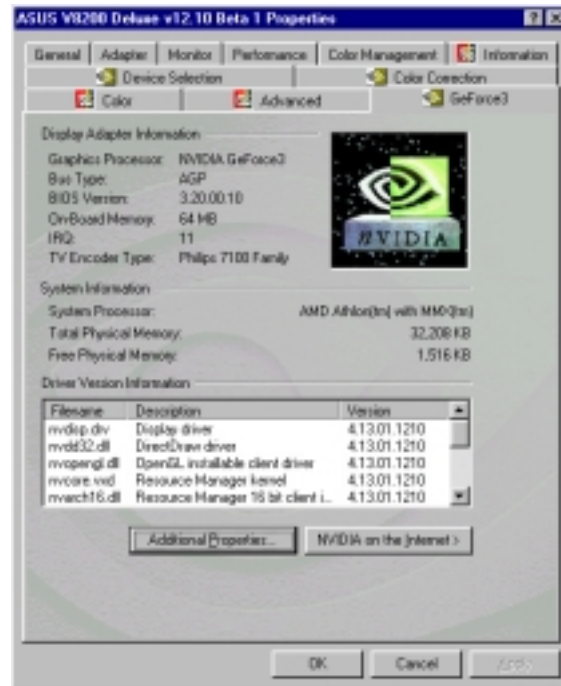 ASUS V8200 Deluxe v12.10 Beta 1 Properties
General Adapter Monitor Performance Color Management Information
Device Selection Color Correction
Color Advanced GeForce3
Display Adapter Information
Graphics Processor: NVIDIA GeForce3
Bus Type: AGP
BIOS Version: 3.20.00.10
On-Board Memory: 64 MB
IRQ: 11
TV Encoder Type: Philips 7100 Family
NVIDIA
System Information
System Processor: AMD Athlon(tm) with MMX(tm)
Total Physical Memory: 32,208 KB
Free Physical Memory: 1,516 KB
Driver Version Information
Filename Description Version
nvdisp.drv Display driver 4.13.01.1210
nvdd32.dll DirectDraw driver 4.13.01.1210
nvopengl.dll OpenGL installable client driver 4.13.01.1210
nvcore.vxd Resource Manager kernel 4.13.01.1210
nvarch16.dll Resource Manager 16 bit client i... 4.13.01.1210
Additional Properties... NVIDIA on the Internet >
OK Cancel Apply